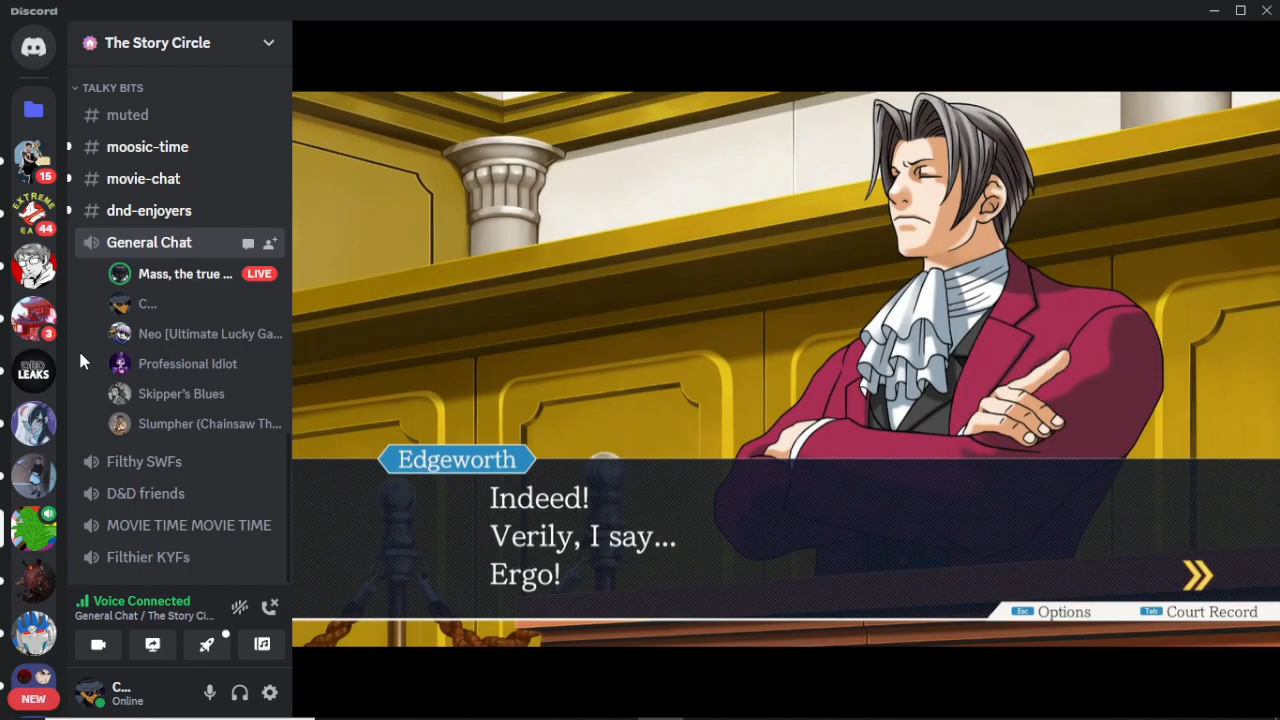 Discord
The Story Circle
TALKY BITS
muted
moosic-time
movie-chat
dnd-enjoyers
General Chat
Mass, the true ...
LIVE
C...
Neo [Ultimate Lucky Ga...
Professional Idiot
Skipper's Blues
Slumpher (Chainsaw Th...
Filthy SWFs
D&D friends
MOVIE TIME MOVIE TIME
Filthier KYFs
Voice Connected
General Chat / The Story Ci...
C...
Online
15
EXTREME
44
3
LEAKS
NEW
Edgeworth
Indeed!
Verily, I say...
Ergo!
Esc Options
Tab Court Record